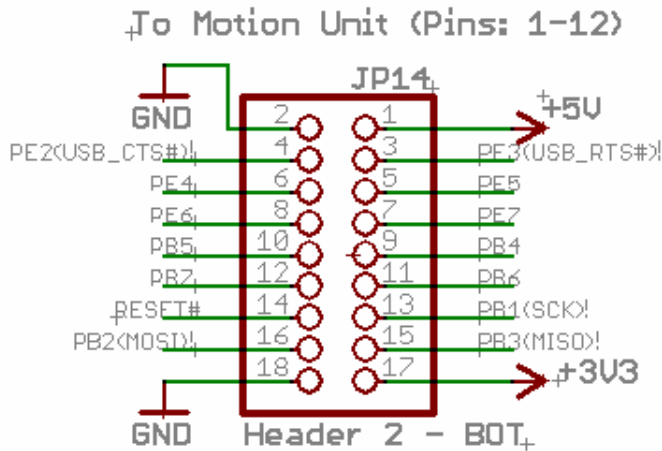 To Motion Unit (Pins: 1-12)
JP14
GND 2 1 +5V
PE2(USB_CTS#)! 4 3 PE3(USB_RTS#)!
PE4 6 5 PE5
PE6 8 7 PE7
PB5 10 9 PB4
PB7 12 11 PB6
RESET# 14 13 PB1(SCK)!
PB2(MOSI)! 16 15 PB3(MISO)!
18 17 +3V3
GND Header 2 - BOT